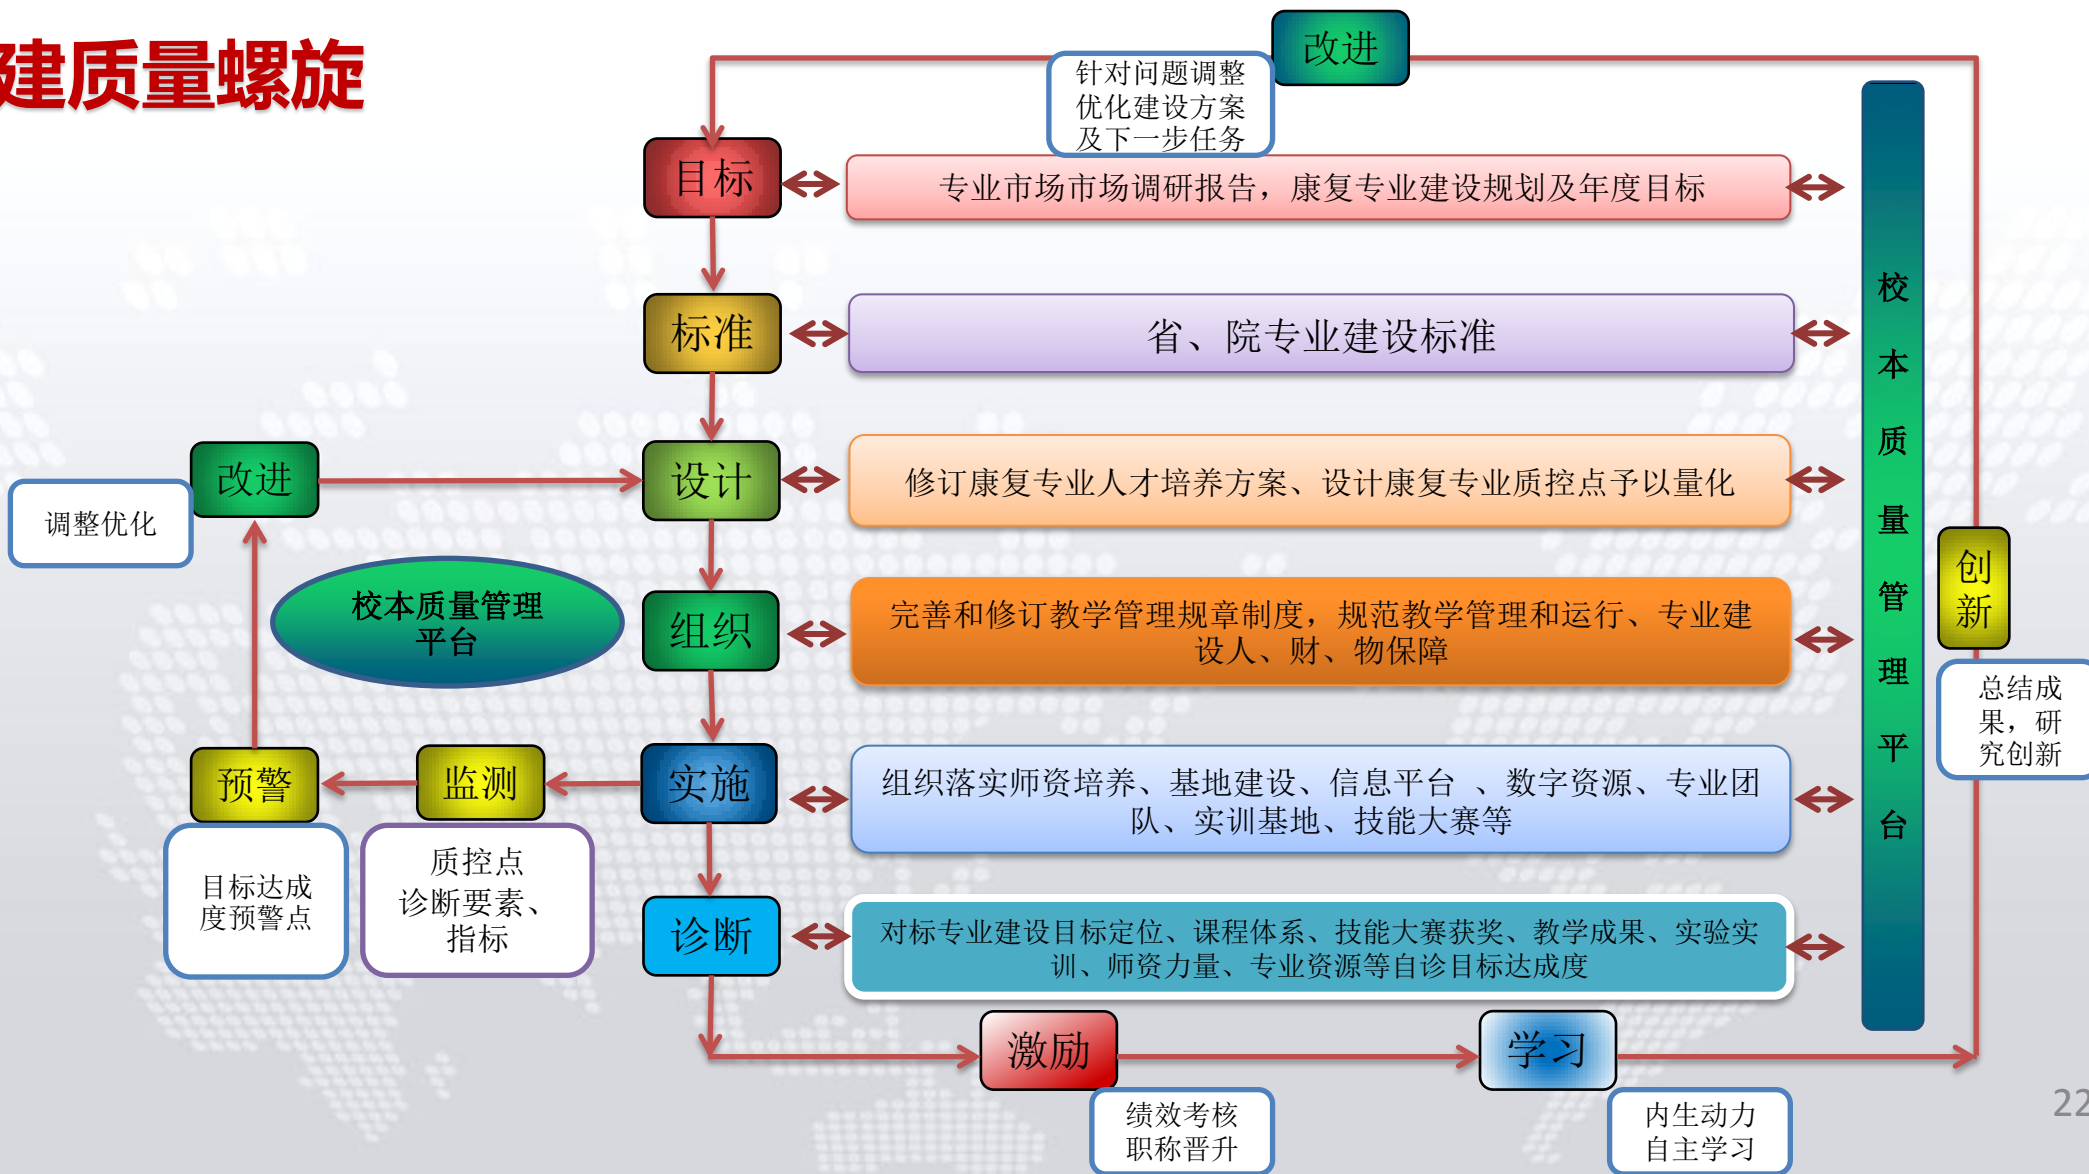 建质量螺旋
改进
针对问题调整
优化建设方案
及下一步任务
目标
专业市场市场调研报告，康复专业建设规划及年度目标
标准
省、院专业建设标准
改进
调整优化
设计
修订康复专业人才培养方案、设计康复专业质控点予以量化
校本质量管理
平台
组织
完善和修订教学管理规章制度，规范教学管理和运行、专业建
设人、财、物保障
预警
目标达成
度预警点
监测
质控点
诊断要素、
指标
实施
组织落实师资培养、基地建设、信息平台 、数字资源、专业团
队、实训基地、技能大赛等
诊断
对标专业建设目标定位、课程体系、技能大赛获奖、教学成果、实验实
训、师资力量、专业资源等自诊目标达成度
校
本
质
量
管
理
平
台
创
新
总结成
果，研
究创新
激励
绩效考核
职称晋升
学习
内生动力
自主学习
22